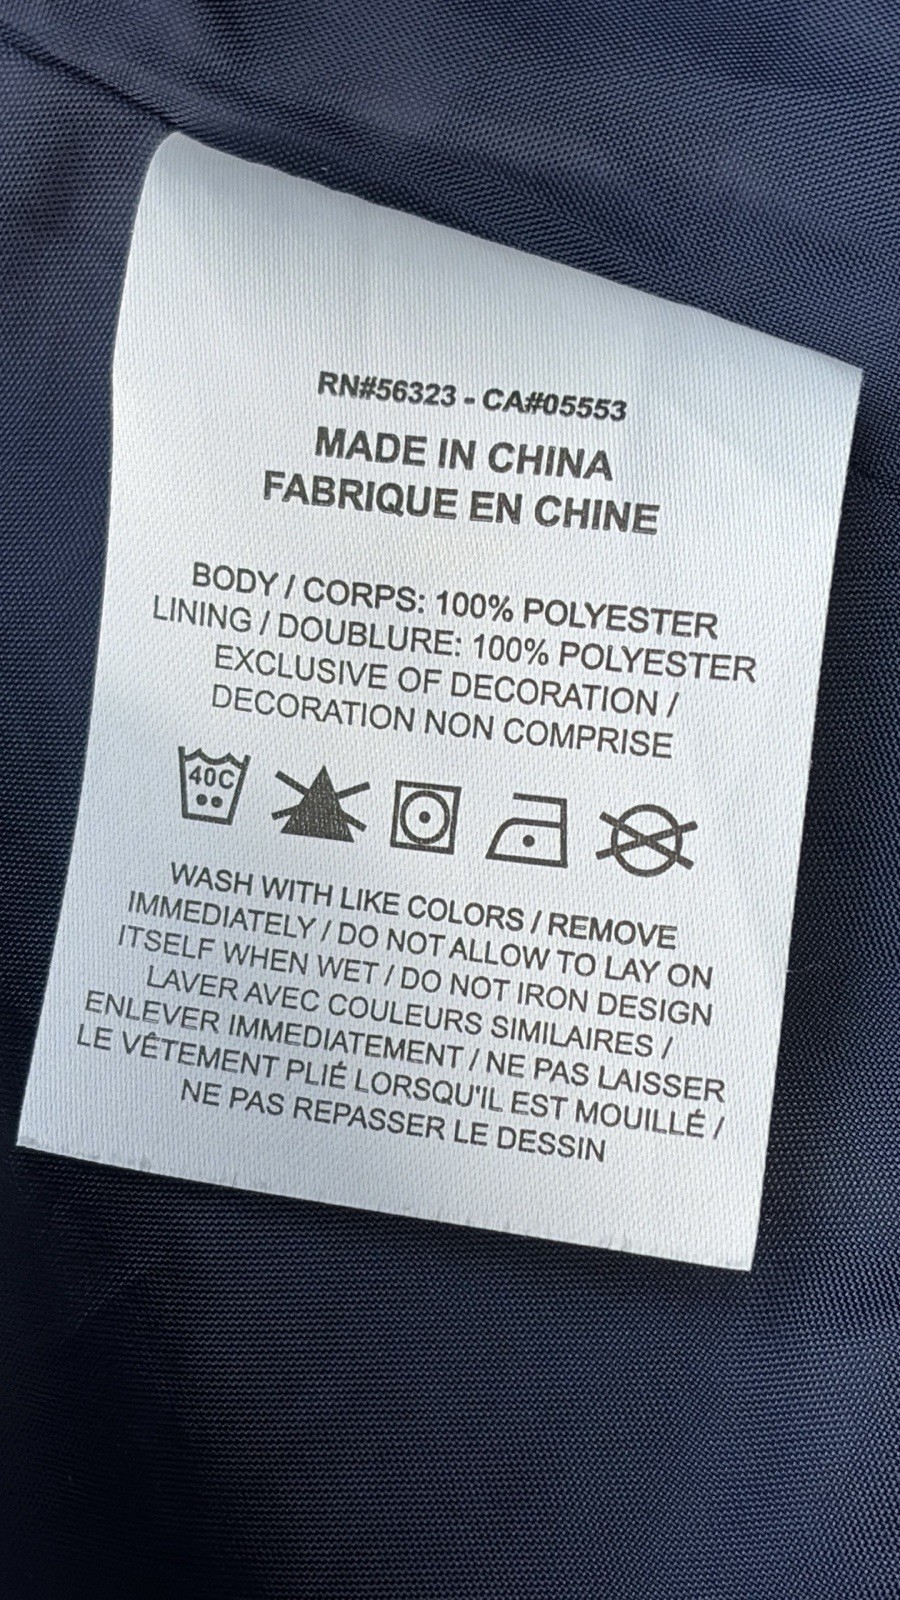 RN#56323 - CA#05553
MADE IN CHINA
FABRIQUE EN CHINE
BODY / CORPS: 100% POLYESTER
LINING / DOUBLURE: 100% POLYESTER
EXCLUSIVE OF DECORATION /
DECORATION NON COMPRISE
40C
WASH WITH LIKE COLORS / REMOVE
IMMEDIATELY / DO NOT ALLOW TO LAY ON
ITSELF WHEN WET / DO NOT IRON DESIGN
LAVER AVEC COULEURS SIMILAIRES /
ENLEVER IMMEDIATEMENT / NE PAS LAISSER
LE VÊTEMENT PLIÉ LORSQU'IL EST MOUILLÉ /
NE PAS REPASSER LE DESSIN